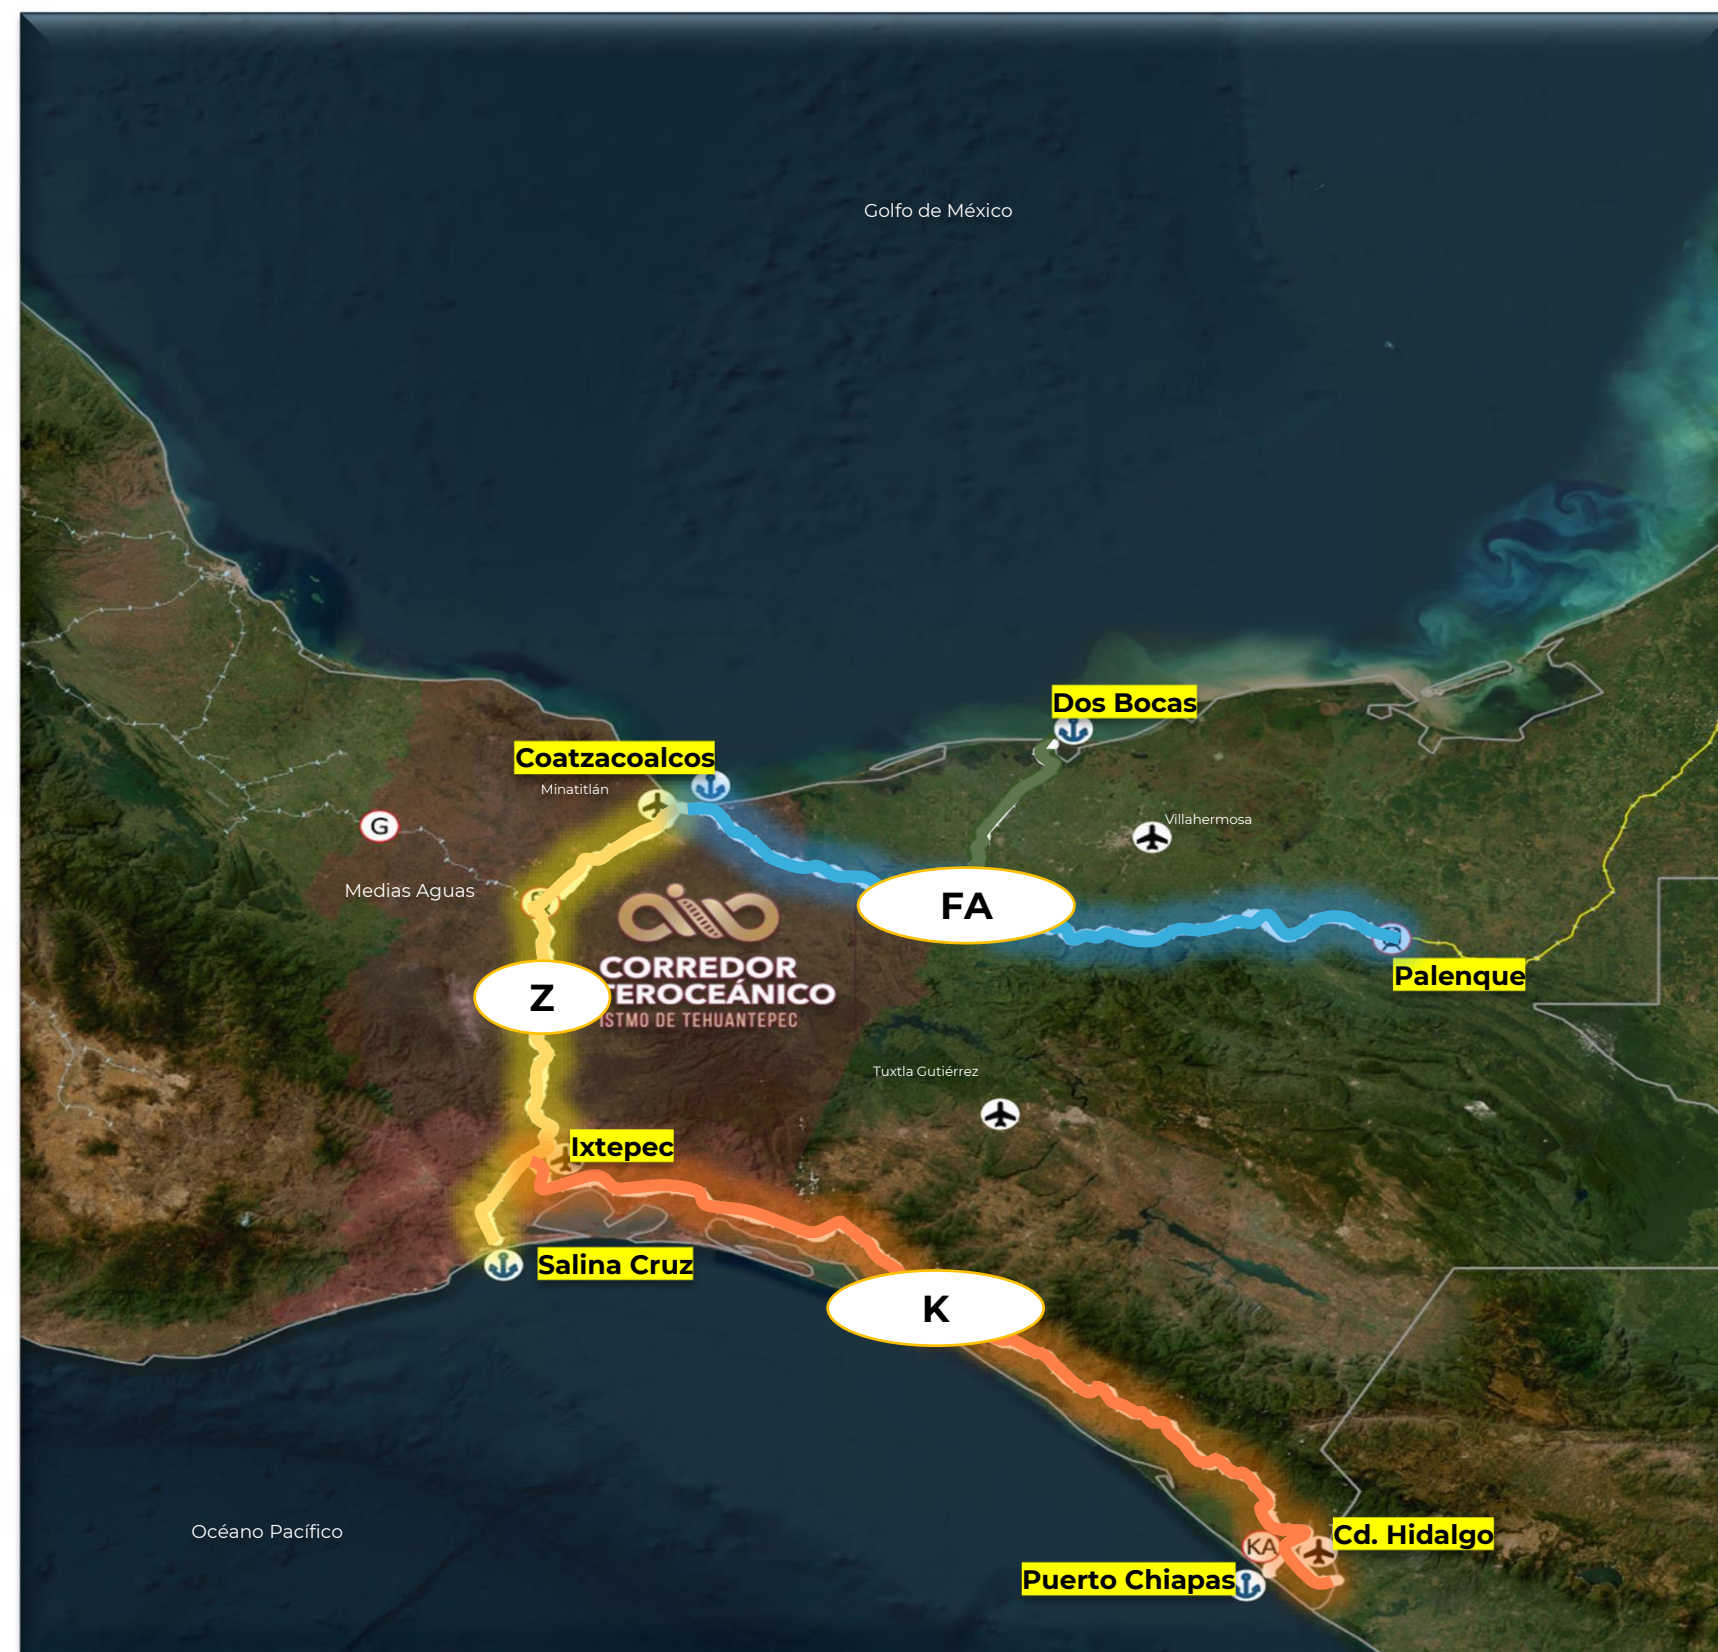 Golfo de México
Dos Bocas
Coatzacoalcos
Minatitlán
Villahermosa
G
Medias Aguas
FA
CORREDOR
TEROCEÁNICO
ISTMO DE TEHUANTEPEC
Z
Palenque
Tuxtla Gutiérrez
Ixtepec
Salina Cruz
K
Océano Pacífico
KA
Cd. Hidalgo
Puerto Chiapas